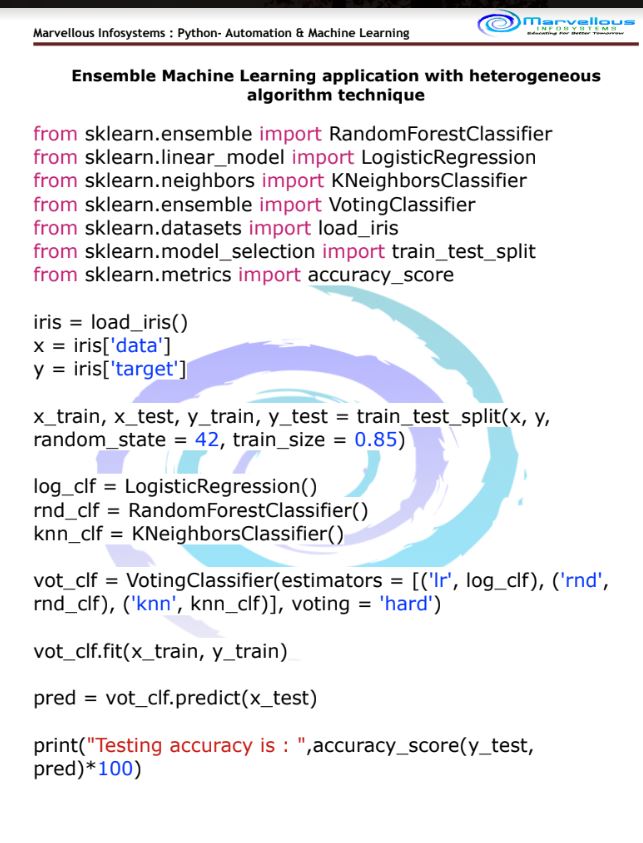 Marvellous Infosystems : Python- Automation & Machine Learning
Marvellous
INFOSYSTEMS
Educating For Better Tomorrow
Ensemble Machine Learning application with heterogeneous
algorithm technique
from sklearn.ensemble import RandomForestClassifier
from sklearn.linear_model import LogisticRegression
from sklearn.neighbors import KNeighborsClassifier
from sklearn.ensemble import VotingClassifier
from sklearn.datasets import load_iris
from sklearn.model_selection import train_test_split
from sklearn.metrics import accuracy_score
iris = load_iris()
x = iris['data']
y = iris['target']
x_train, x_test, y_train, y_test = train_test_split(x, y,
random_state = 42, train_size = 0.85)
log_clf = LogisticRegression()
rnd_clf = RandomForestClassifier()
knn_clf = KNeighborsClassifier()
vot_clf = VotingClassifier(estimators = [('lr', log_clf), ('rnd',
rnd_clf), ('knn', knn_clf)], voting = 'hard')
vot_clf.fit(x_train, y_train)
pred = vot_clf.predict(x_test)
print("Testing accuracy is : ",accuracy_score(y_test,
pred)*100)